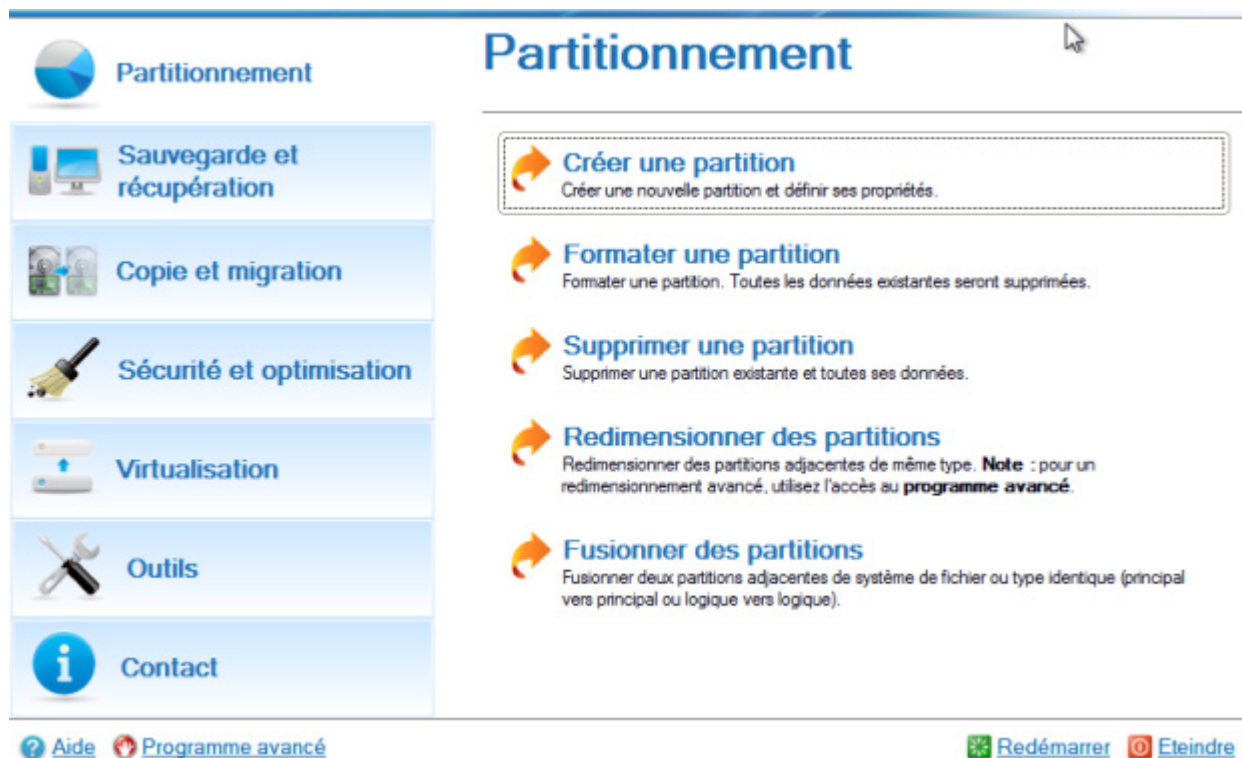 Partitionnement
Sauvegarde et
récupération
Copie et migration
Sécurité et optimisation
Virtualisation
Outils
Contact
Partitionnement
Créer une partition
Créer une nouvelle partition et définir ses propriétés.
Formater une partition
Formater une partition. Toutes les données existantes seront supprimées.
Supprimer une partition
Supprimer une partition existante et toutes ses données.
Redimensionner des partitions
Redimensionner des partitions adjacentes de même type. Note : pour un
redimensionnement avancé, utilisez l'accès au programme avancé.
Fusionner des partitions
Fusionner deux partitions adjacentes de système de fichier ou type identique (principal
vers principal ou logique vers logique).
Aide Programme avancé Redémarrer Eteindre